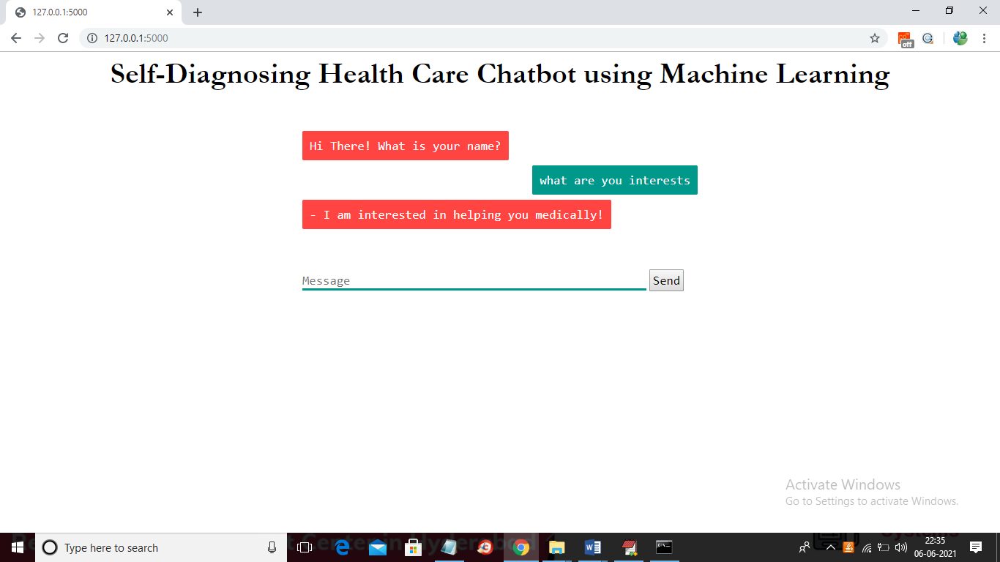 127.0.0.1:5000
127.0.0.1:5000
off
Self-Diagnosing Health Care Chatbot using Machine Learning
Hi There! What is your name?
what are you interests
- I am interested in helping you medically!
Message
Send
Activate Windows
Go to Settings to activate Windows.
Type here to search
22:35
06-06-2021